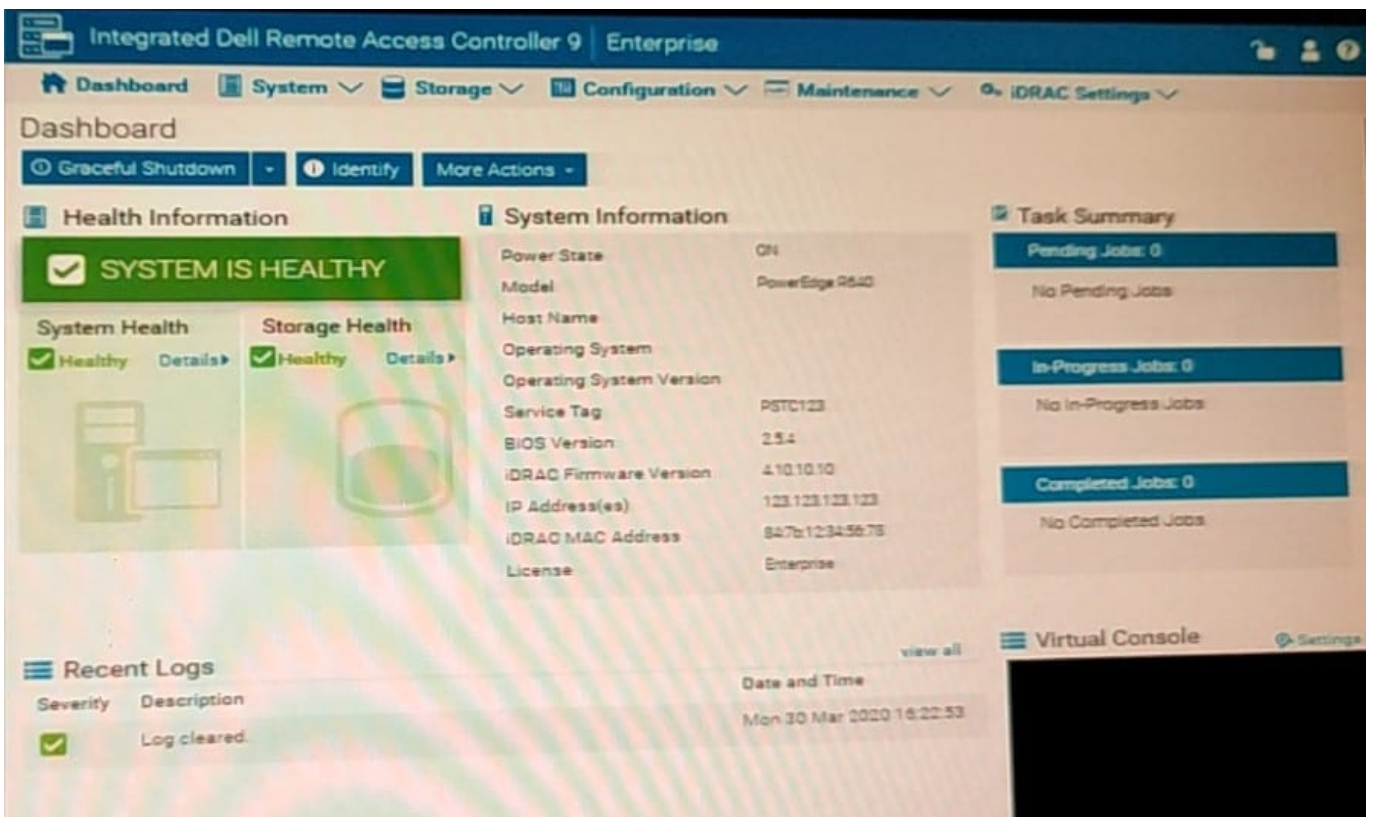 Integrated Dell Remote Access Controller 9 Enterprise
Dashboard System Storage Configuration Maintenance iDRAC Settings
Dashboard
Graceful Shutdown Identify More Actions
Health Information
SYSTEM IS HEALTHY
System Health Storage Health
Healthy Details Healthy Details
System Information
Power State ON
Model PowerEdge R640
Host Name
Operating System
Operating System Version
Service Tag PSTC123
BIOS Version 2.5.4
iDRAC Firmware Version 4.10.10.10
IP Address(es) 123.123.123.123
iDRAC MAC Address 84:7b:12:34:56:78
License Enterprise
Task Summary
Pending Jobs: 0
No Pending Jobs
In-Progress Jobs: 0
No In-Progress Jobs
Completed Jobs: 0
No Completed Jobs
Recent Logs view all
Severity Description Date and Time
Log cleared. Mon 30 Mar 2020 16:22:53
Virtual Console Settings